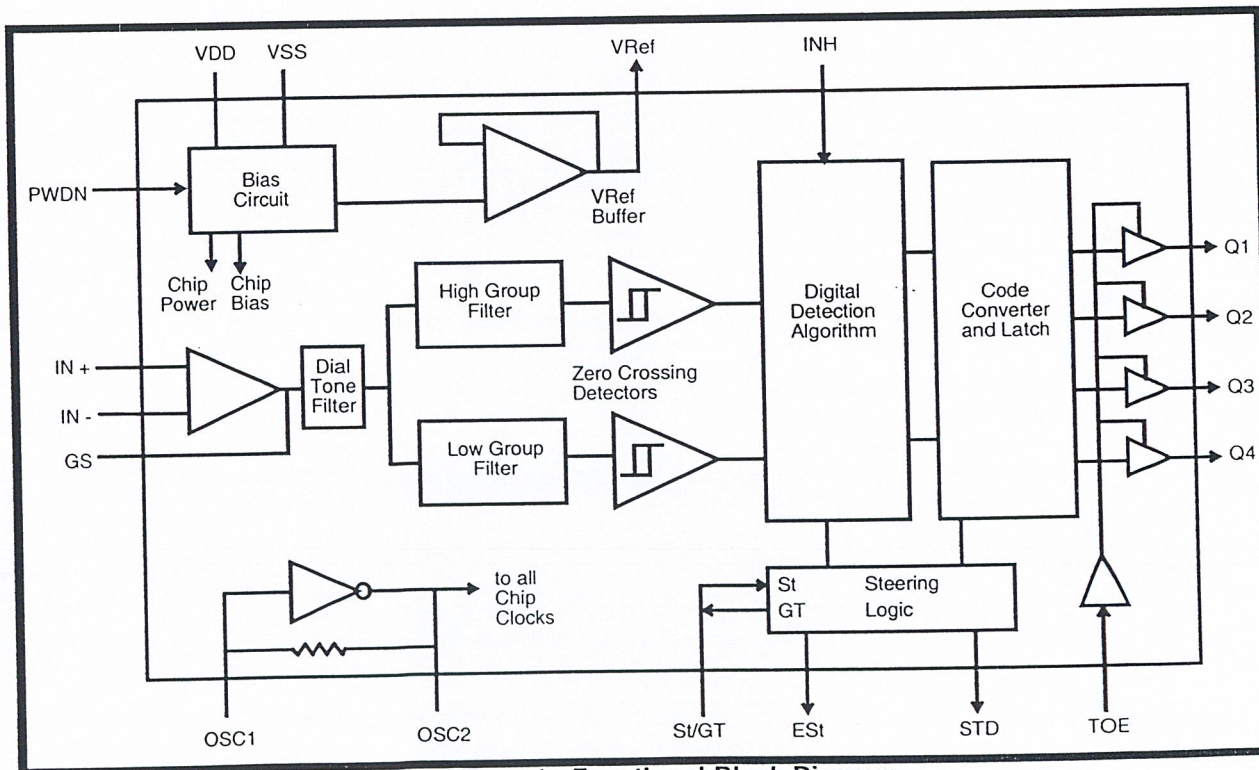 VDD VSS VRef INH
PWDN
Bias
Circuit
VRef
Buffer
Chip
Power
Chip
Bias
IN +
IN -
GS
Dial
Tone
Filter
High Group
Filter
Low Group
Filter
Zero Crossing
Detectors
Digital
Detection
Algorithm
Code
Converter
and Latch
Q1
Q2
Q3
Q4
to all
Chip
Clocks
St Steering
GT Logic
OSC1 OSC2 St/GT ESt STD TOE